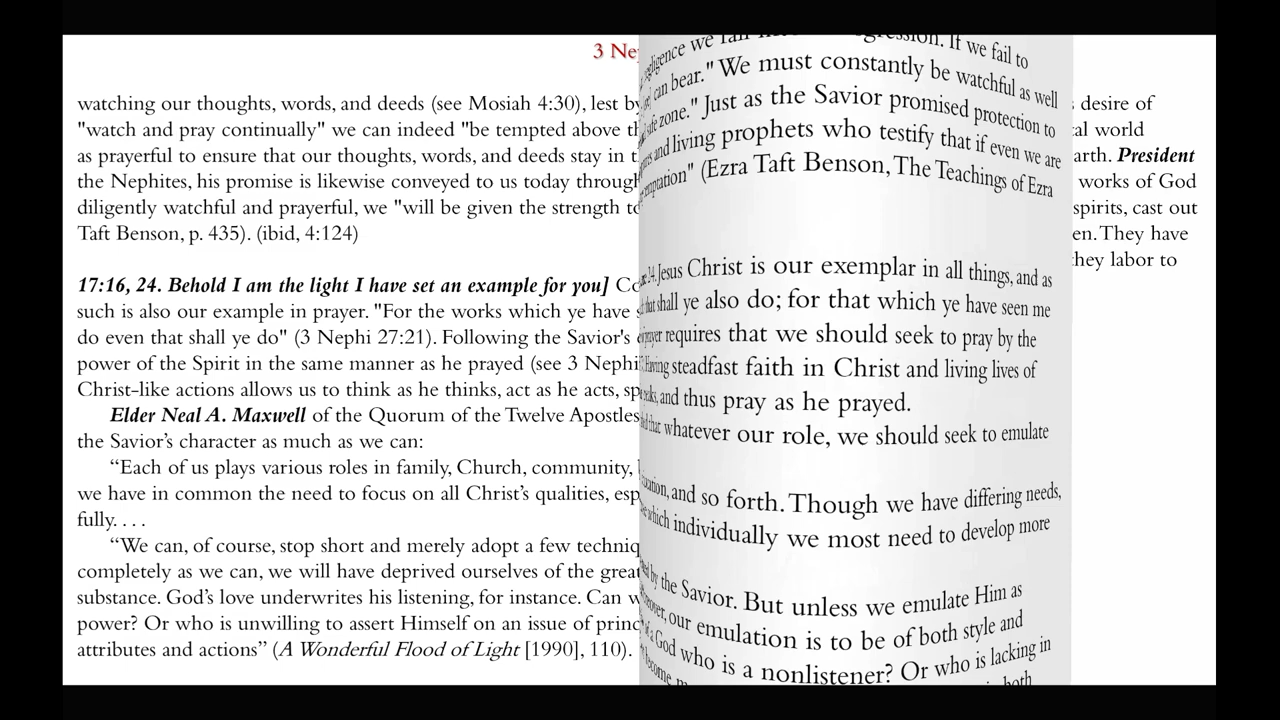 3 Ne
watching our thoughts, words, and deeds (see Mosiah 4:30), lest by
"watch and pray continually" we can indeed "be tempted above
as prayerful to ensure that our thoughts, words, and deeds stay in
the Nephites, his promise is likewise conveyed to us today through
diligently watchful and prayerful, we "will be given the strength to
Taft Benson, p. 435). (ibid, 4:124)
17:16, 24. Behold I am the light I have set an example for you]
such is also our example in prayer. "For the works which ye have
do even that shall ye do" (3 Nephi 27:21). Following the Savior's
power of the Spirit in the same manner as he prayed (see 3 Nephi
Christ-like actions allows us to think as he thinks, act as he acts,
Elder Neal A. Maxwell of the Quorum of the Twelve Apostles
the Savior's character as much as we can:
“Each of us plays various roles in family, Church, community,
we have in common the need to focus on all Christ's qualities,
fully. . . .
“We can, of course, stop short and merely adopt a few
completely as we can, we will have deprived ourselves of the
substance. God's love underwrites his listening, for instance. Can
power? Or who is unwilling to assert Himself on an issue of
attributes and actions” (A Wonderful Flood of Light [1990], 110).
negligence we If we fail to
can bear." We must constantly be watchful as well
safe zone." Just as the Savior promised protection to
and living prophets who testify that if even we are
temptation" (Ezra Taft Benson, The Teachings of Ezra
24. Jesus Christ is our exemplar in all things, and as
that shall ye also do; for that which ye have seen me
prayer requires that we should seek to pray by the
Having steadfast faith in Christ and living lives of
and thus pray as he prayed.
that whatever our role, we should seek to emulate
and so forth. Though we have differing needs,
which individually we most need to develop more
by the Savior. But unless we emulate Him as
our emulation is to be of both style and
of a God who is a nonlistener? Or who is lacking in
become both
desire of
world
President
works of God
spirits, cast out
They have
they labor to